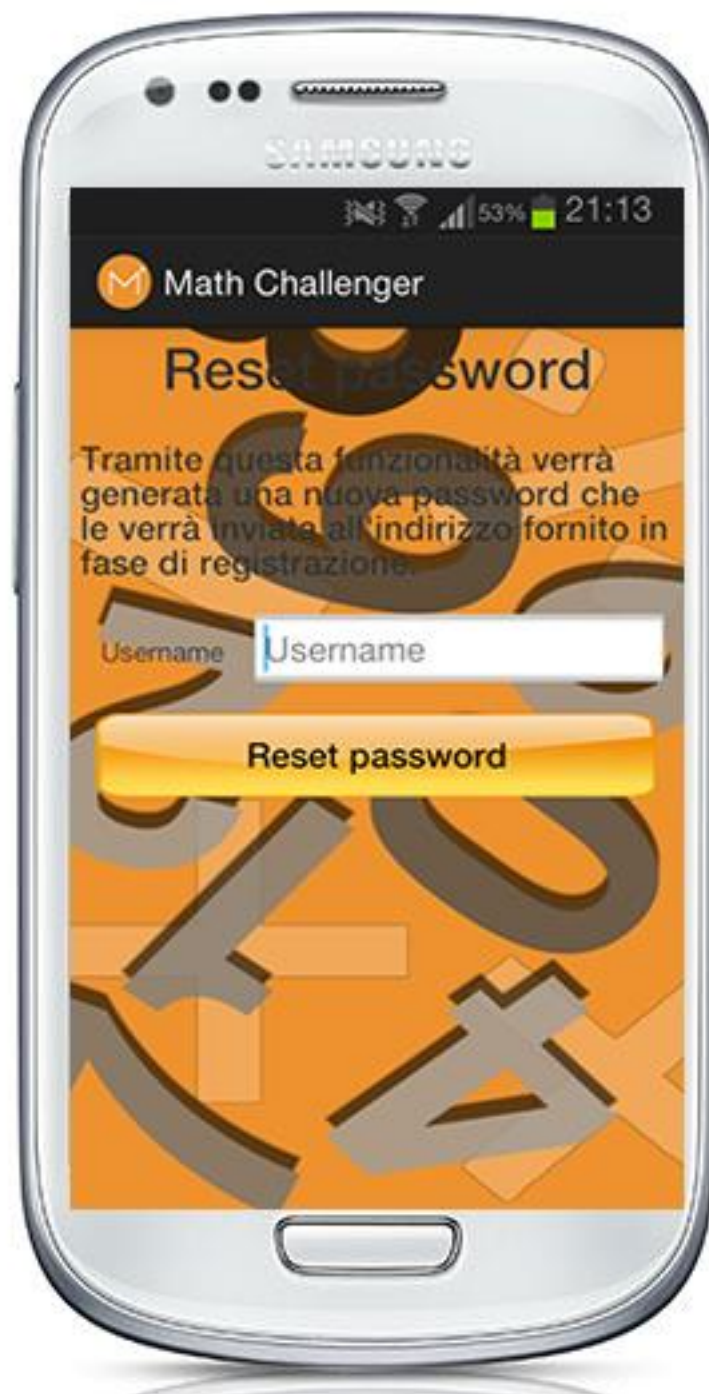 SAMSUNG
53% 21:13
Math Challenger
Reset password
Tramite questa funzionalità verrà
generata una nuova password che
le verrà inviata all'indirizzo fornito in
fase di registrazione.
Username Username
Reset password